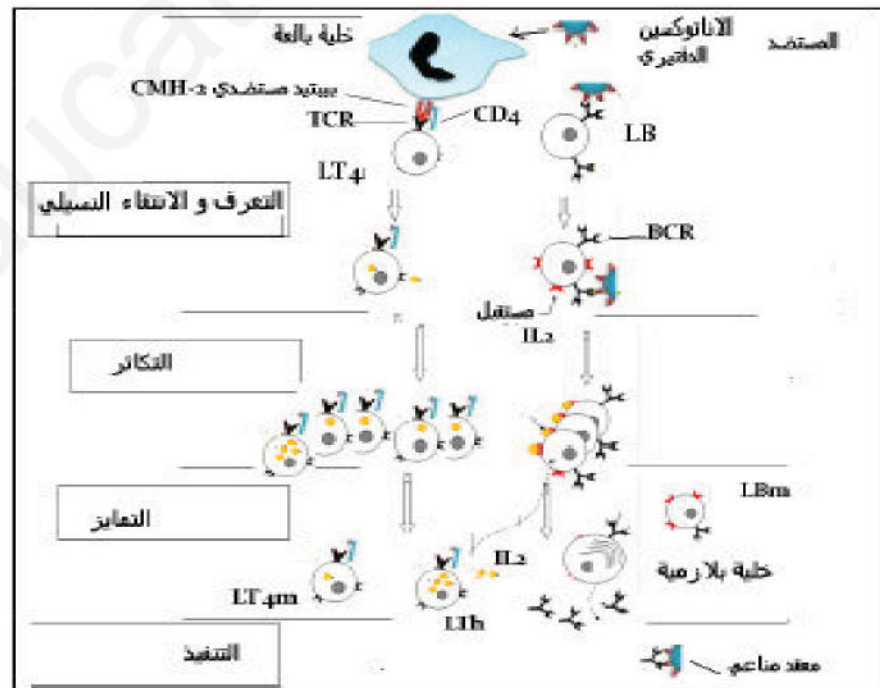 المستضد
الاناتوكسين
الدفتيري
خلية بالعة
CMH-2 ببتيد مستضدي
TCR
CD4
LB
LT4
التعرف و الانتقاء النسيلي
BCR
مستقبل
IL2
التكاثر
LBm
التمايز
IL2
خلية بلازمية
LT4m
LTh
التنفيذ
معقد مناعي